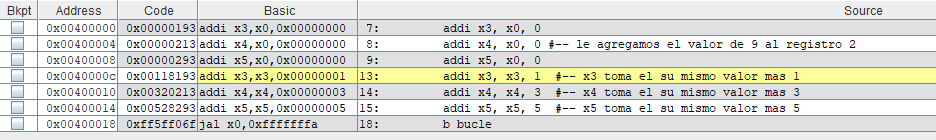 Bkpt Address Code Basic Source
0x00400000 0x00000193 addi x3,x0,0x00000000 7: addi x3, x0, 0
0x00400004 0x00000213 addi x4,x0,0x00000000 8: addi x4, x0, 0 #-- le agregamos el valor de 9 al registro 2
0x00400008 0x00000293 addi x5,x0,0x00000000 9: addi x5, x0, 0
0x0040000c 0x00118193 addi x3,x3,0x00000001 13: addi x3, x3, 1 #-- x3 toma el su mismo valor mas 1
0x00400010 0x00320213 addi x4,x4,0x00000003 14: addi x4, x4, 3 #-- x4 toma el su mismo valor mas 3
0x00400014 0x00528293 addi x5,x5,0x00000005 15: addi x5, x5, 5 #-- x5 toma el su mismo valor mas 5
0x00400018 0xff5ff06f jal x0,0xfffffffa 18: b bucle